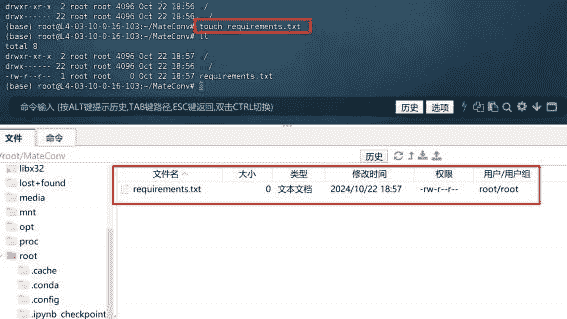 drwxr-xr-x 2 root root 4096 Oct 22 18:56 ./
drwx------ 22 root root 4096 Oct 22 18:56 ../
(base) root@L4-03-10-0-16-103:~/MateConv# touch requirements.txt
(base) root@L4-03-10-0-16-103:~/MateConv# ll
total 8
drwxr-xr-x 2 root root 4096 Oct 22 18:57 ./
drwx------ 22 root root 4096 Oct 22 18:56 ../
-rw-r--r-- 1 root root 0 Oct 22 18:57 requirements.txt
(base) root@L4-03-10-0-16-103:~/MateConv#
命令输入 (按ALT键提示历史,TAB键路径,ESC键返回,双击CTRL切换) 历史 选项
文件 命令
/root/MateConv 历史
libx32
lost+found
media
mnt
opt
proc
root
.cache
.conda
.config
.ipynb_checkpoint
文件名 大小 类型 修改时间 权限 用户/用户组
requirements.txt 0 文本文档 2024/10/22 18:57 -rw-r--r-- root/root